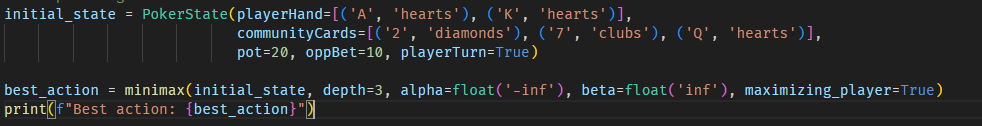 initial_state = PokerState(playerHand=[('A', 'hearts'), ('K', 'hearts')],
communityCards=[('2', 'diamonds'), ('7', 'clubs'), ('Q', 'hearts')],
pot=20, oppBet=10, playerTurn=True)
best_action = minimax(initial_state, depth=3, alpha=float('-inf'), beta=float('inf'), maximizing_player=True)
print(f"Best action: {best_action}")